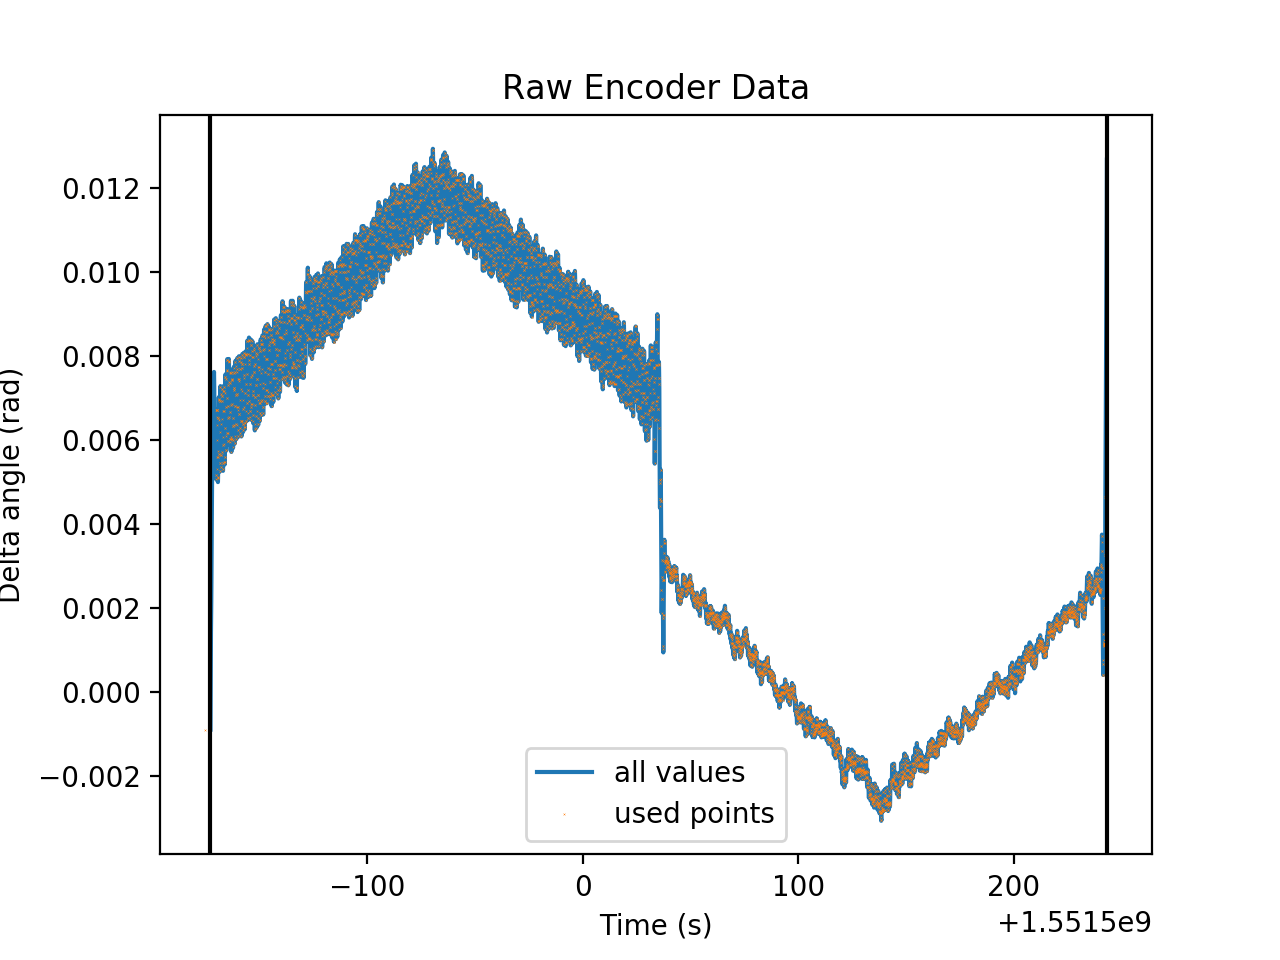 Raw Encoder Data
Delta angle (rad)
0.012
0.010
0.008
0.006
0.004
0.002
0.000
−0.002
all values
used points
−100
0
100
200
Time (s)
+1.5515e9